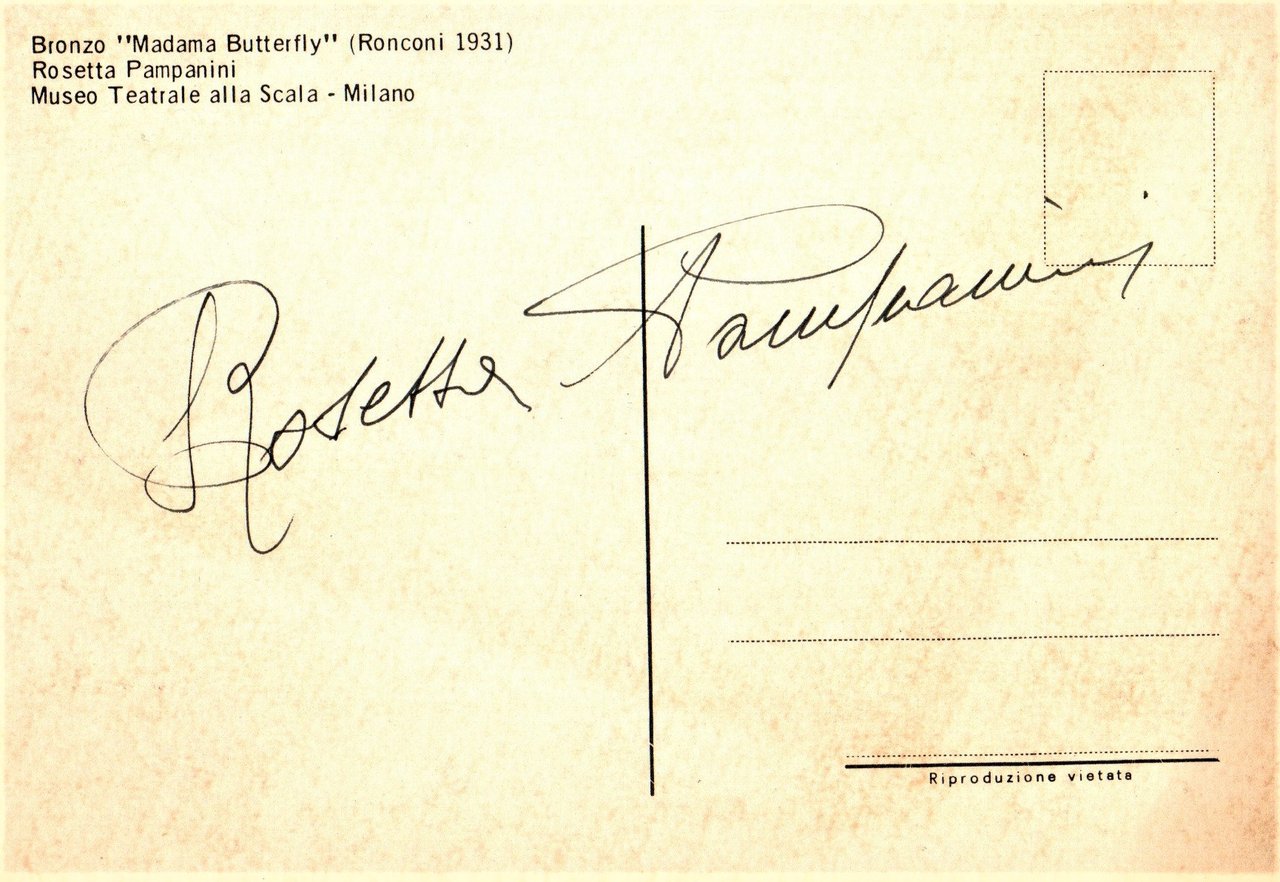 Bronzo "Madama Butterfly" (Ronconi 1931)
Rosetta Pampanini
Museo Teatrale alla Scala - Milano
Rosetta Pampanini
Riproduzione vietata